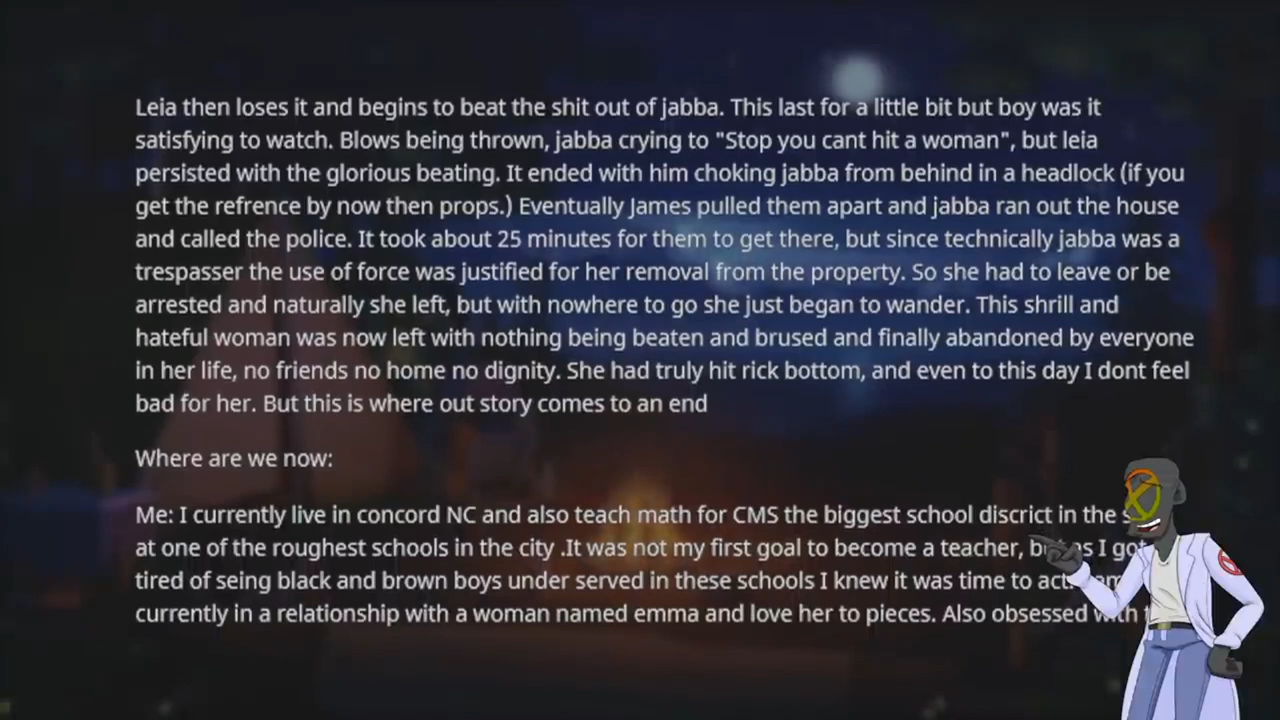 Leia then loses it and begins to beat the shit out of jabba. This last for a little bit but boy was it
satisfying to watch. Blows being thrown, jabba crying to "Stop you cant hit a woman", but leia
persisted with the glorious beating. It ended with him choking jabba from behind in a headlock (if you
get the refrence by now then props.) Eventually James pulled them apart and jabba ran out the house
and called the police. It took about 25 minutes for them to get there, but since technically jabba was a
trespasser the use of force was justified for her removal from the property. So she had to leave or be
arrested and naturally she left, but with nowhere to go she just began to wander. This shrill and
hateful woman was now left with nothing being beaten and brused and finally abandoned by everyone
in her life, no friends no home no dignity. She had truly hit rick bottom, and even to this day I dont feel
bad for her. But this is where out story comes to an end
Where are we now:
Me: I currently live in concord NC and also teach math for CMS the biggest school discrict in the
at one of the roughest schools in the city .It was not my first goal to become a teacher, as I
tired of seing black and brown boys under served in these schools I knew it was time to
currently in a relationship with a woman named emma and love her to pieces. Also obsessed with